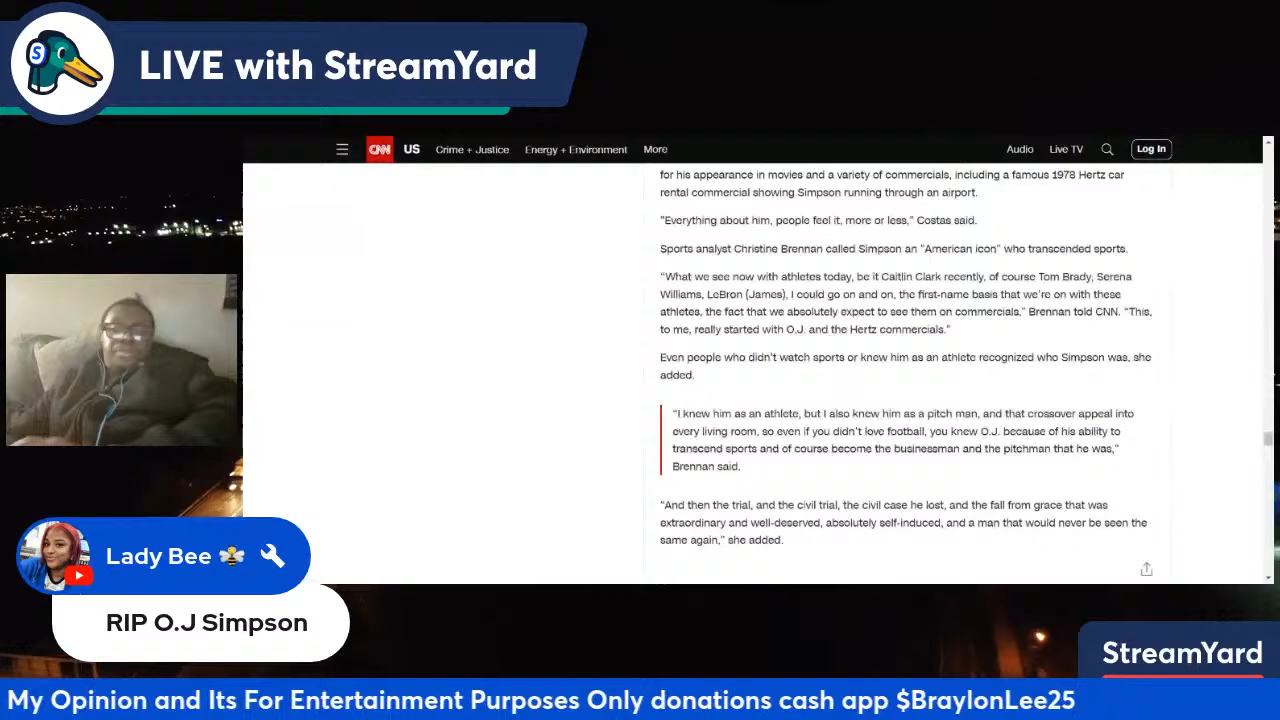 LIVE with StreamYard
S
CNN US Crime + Justice Energy + Environment More Audio Live TV Log In
for his appearance in movies and a variety of commercials, including a famous 1978 Hertz car
rental commercial showing Simpson running through an airport.
"Everything about him, people feel it, more or less," Costas said.
Sports analyst Christine Brennan called Simpson an "American icon" who transcended sports.
"What we see now with athletes today, be it Caitlin Clark recently, of course Tom Brady, Serena
Williams, LeBron (James), I could go on and on, the first-name basis that we're on with these
athletes, the fact that we absolutely expect to see them on commercials," Brennan told CNN. "This,
to me, really started with O.J. and the Hertz commercials."
Even people who didn't watch sports or knew him as an athlete recognized who Simpson was, she
added.
"I knew him as an athlete, but I also knew him as a pitch man, and that crossover appeal into
every living room, so even if you didn't love football, you knew O.J. because of his ability to
transcend sports and of course become the businessman and the pitchman that he was,"
Brennan said.
"And then the trial, and the civil trial, the civil case he lost, and the fall from grace that was
extraordinary and well-deserved, absolutely self-induced, and a man that would never be seen the
same again," she added.
Lady Bee 🐝
RIP O.J Simpson
StreamYard
My Opinion and Its For Entertainment Purposes Only donations cash app $BraylonLee25